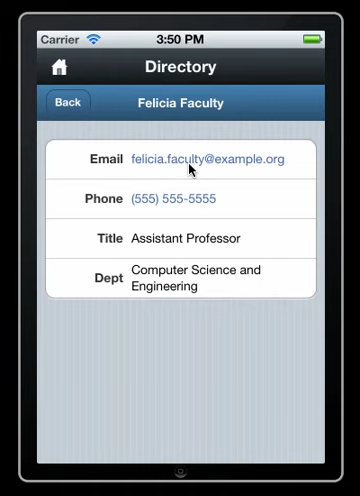 Carrier 3:50 PM
Directory
Back Felicia Faculty
Email felicia.faculty@example.org
Phone (555) 555-5555
Title Assistant Professor
Dept Computer Science and
Engineering